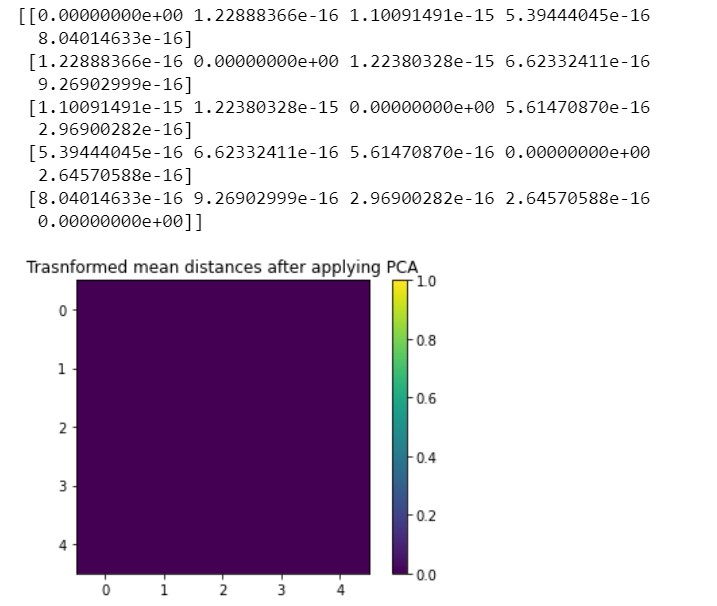 [[0.00000000e+00 1.22888366e-16 1.10091491e-15 5.39444045e-16
8.04014633e-16]
[1.22888366e-16 0.00000000e+00 1.22380328e-15 6.62332411e-16
9.26902999e-16]
[1.10091491e-15 1.22380328e-15 0.00000000e+00 5.61470870e-16
2.96900282e-16]
[5.39444045e-16 6.62332411e-16 5.61470870e-16 0.00000000e+00
2.64570588e-16]
[8.04014633e-16 9.26902999e-16 2.96900282e-16 2.64570588e-16
0.00000000e+00]]
Trasnformed mean distances after applying PCA
0
1
2
3
4
0 1 2 3 4
1.0
0.8
0.6
0.4
0.2
0.0